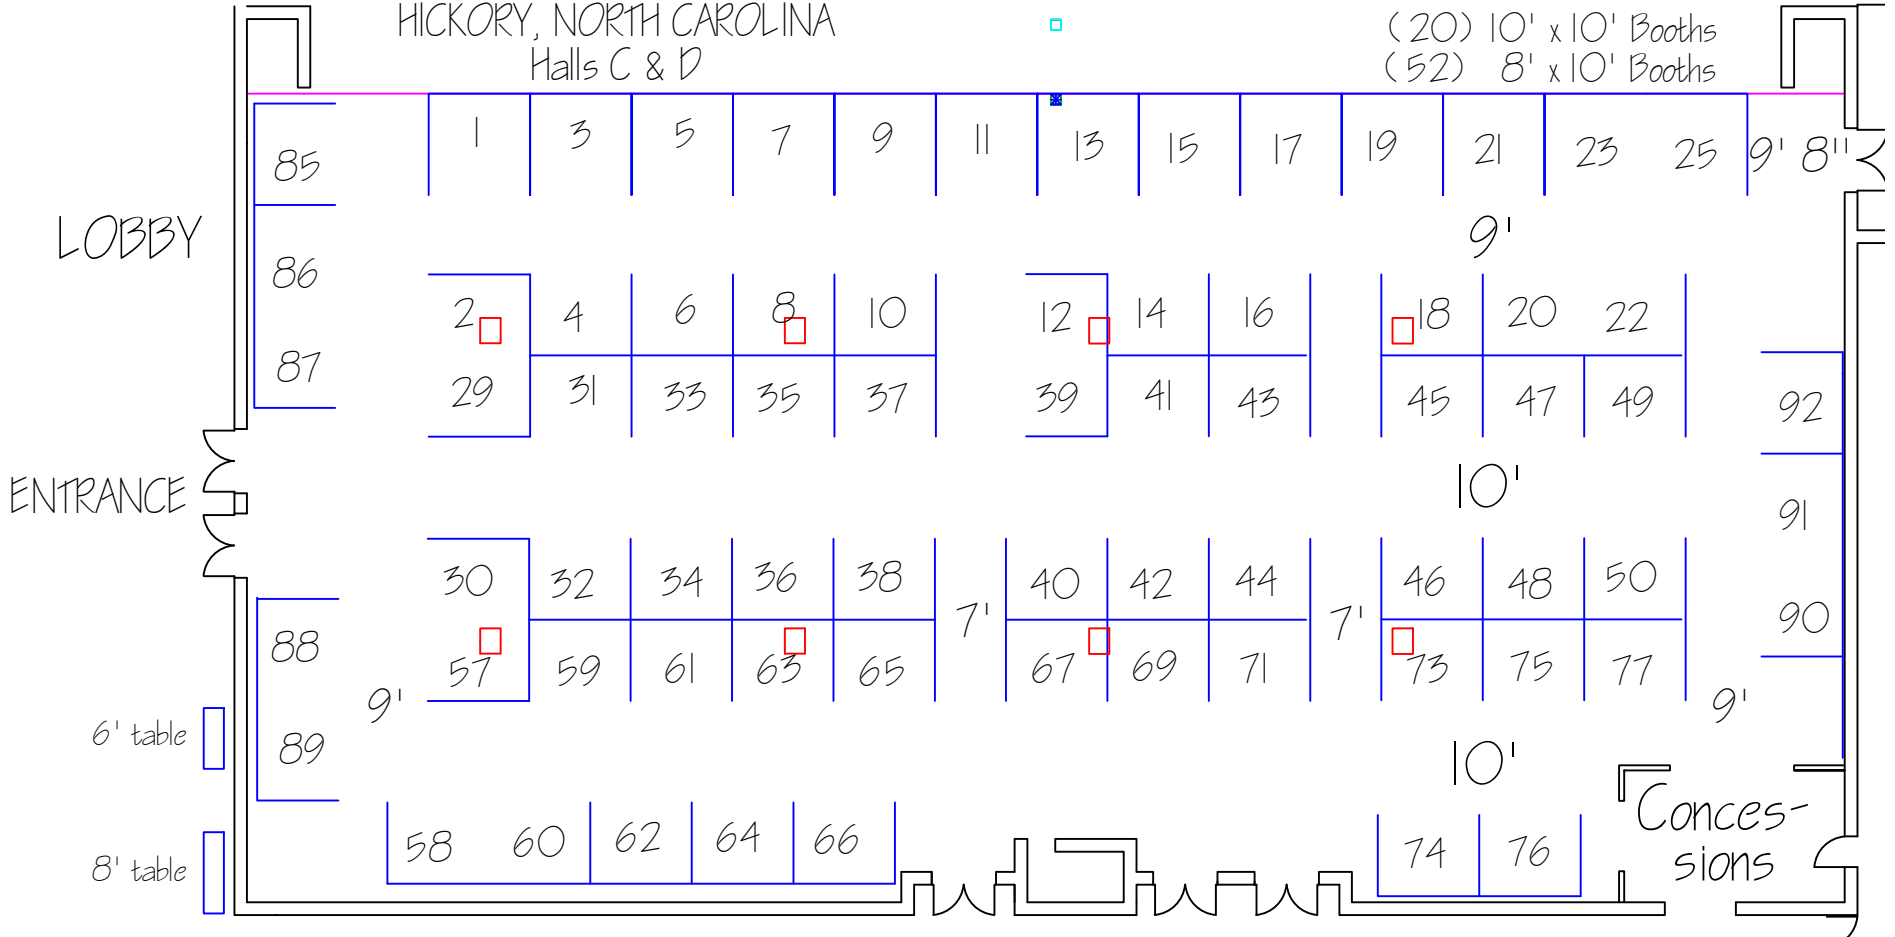 HICKORY, NORTH CAROLINA
Halls C & D
(20) 10' x 10' Booths
(52) 8' x 10' Booths
85
1 3 5 7 9 11 13 15 17 19 21 23 25 9' 8"
LOBBY
9'
86
2 4 6 8 10 12 14 16 18 20 22
87
29 31 33 35 37 39 41 43 45 47 49
92
ENTRANCE
10'
91
30 32 34 36 38 40 42 44 46 48 50
7' 7'
90
88
57 59 61 63 65 67 69 71 73 75 77
9' 9'
6' table
89
10'
58 60 62 64 66 74 76
Conces-
sions
8' table